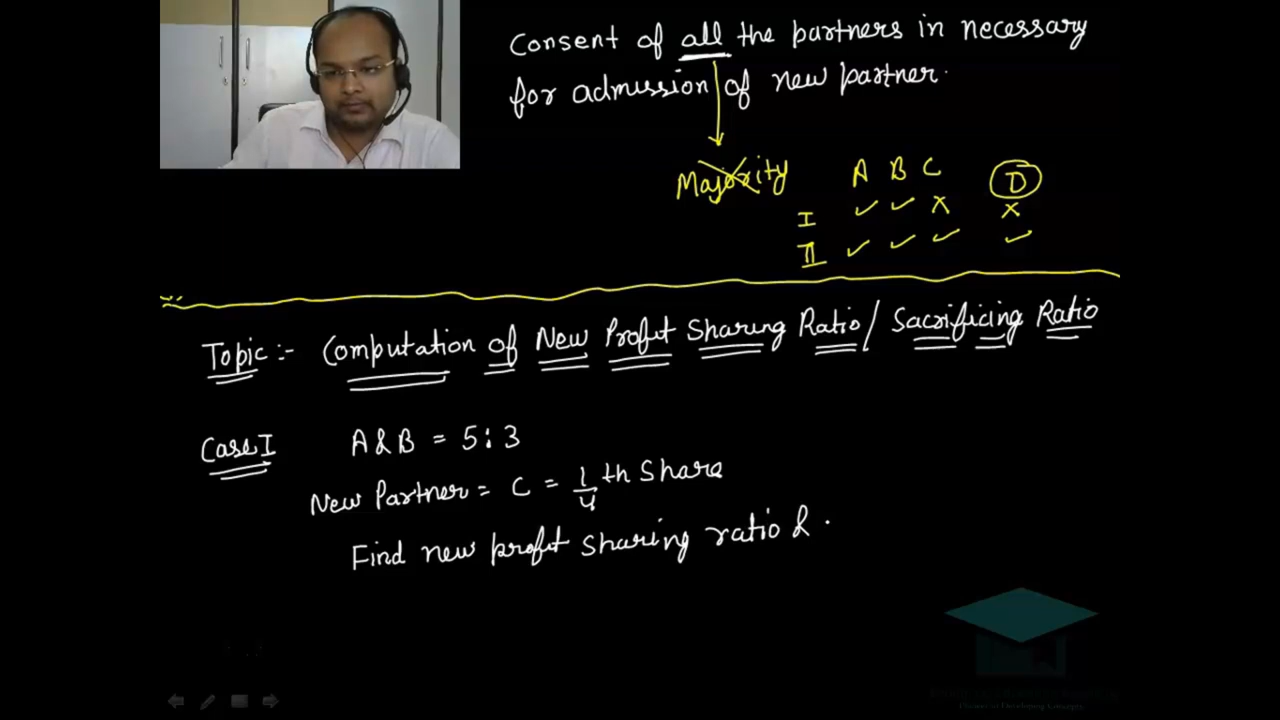 Consent of all the partners in necessary
for admission of new partner.
Majority A B C D
I ✓ ✓ x x
II ✓ ✓ ✓ ✓
Topic :- Computation of New Profit Sharing Ratio / Sacrificing Ratio
Case I A & B = 5 : 3
New Partner = C = 1/4 th Share
Find new profit sharing ratio &